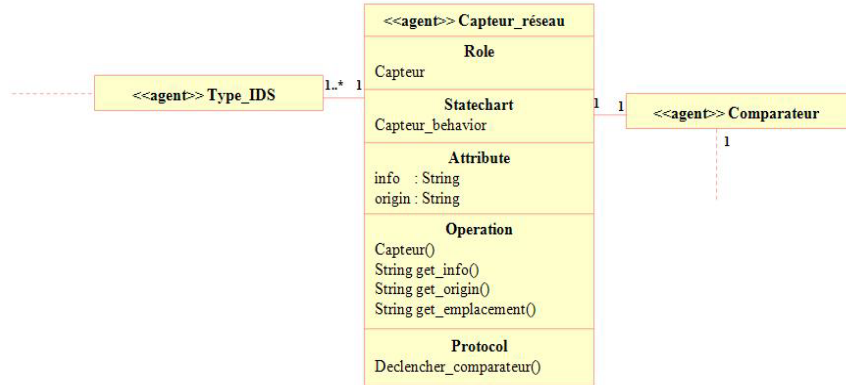 <<agent>> Capteur_réseau
Role
Capteur
1..* 1
<<agent>> Type_IDS
Statechart
Capteur_behavior
1 1
<<agent>> Comparateur
1
Attribute
info : String
origin : String
Operation
Capteur()
String get_info()
String get_origin()
String get_emplacement()
Protocol
Declencher_comparateur()